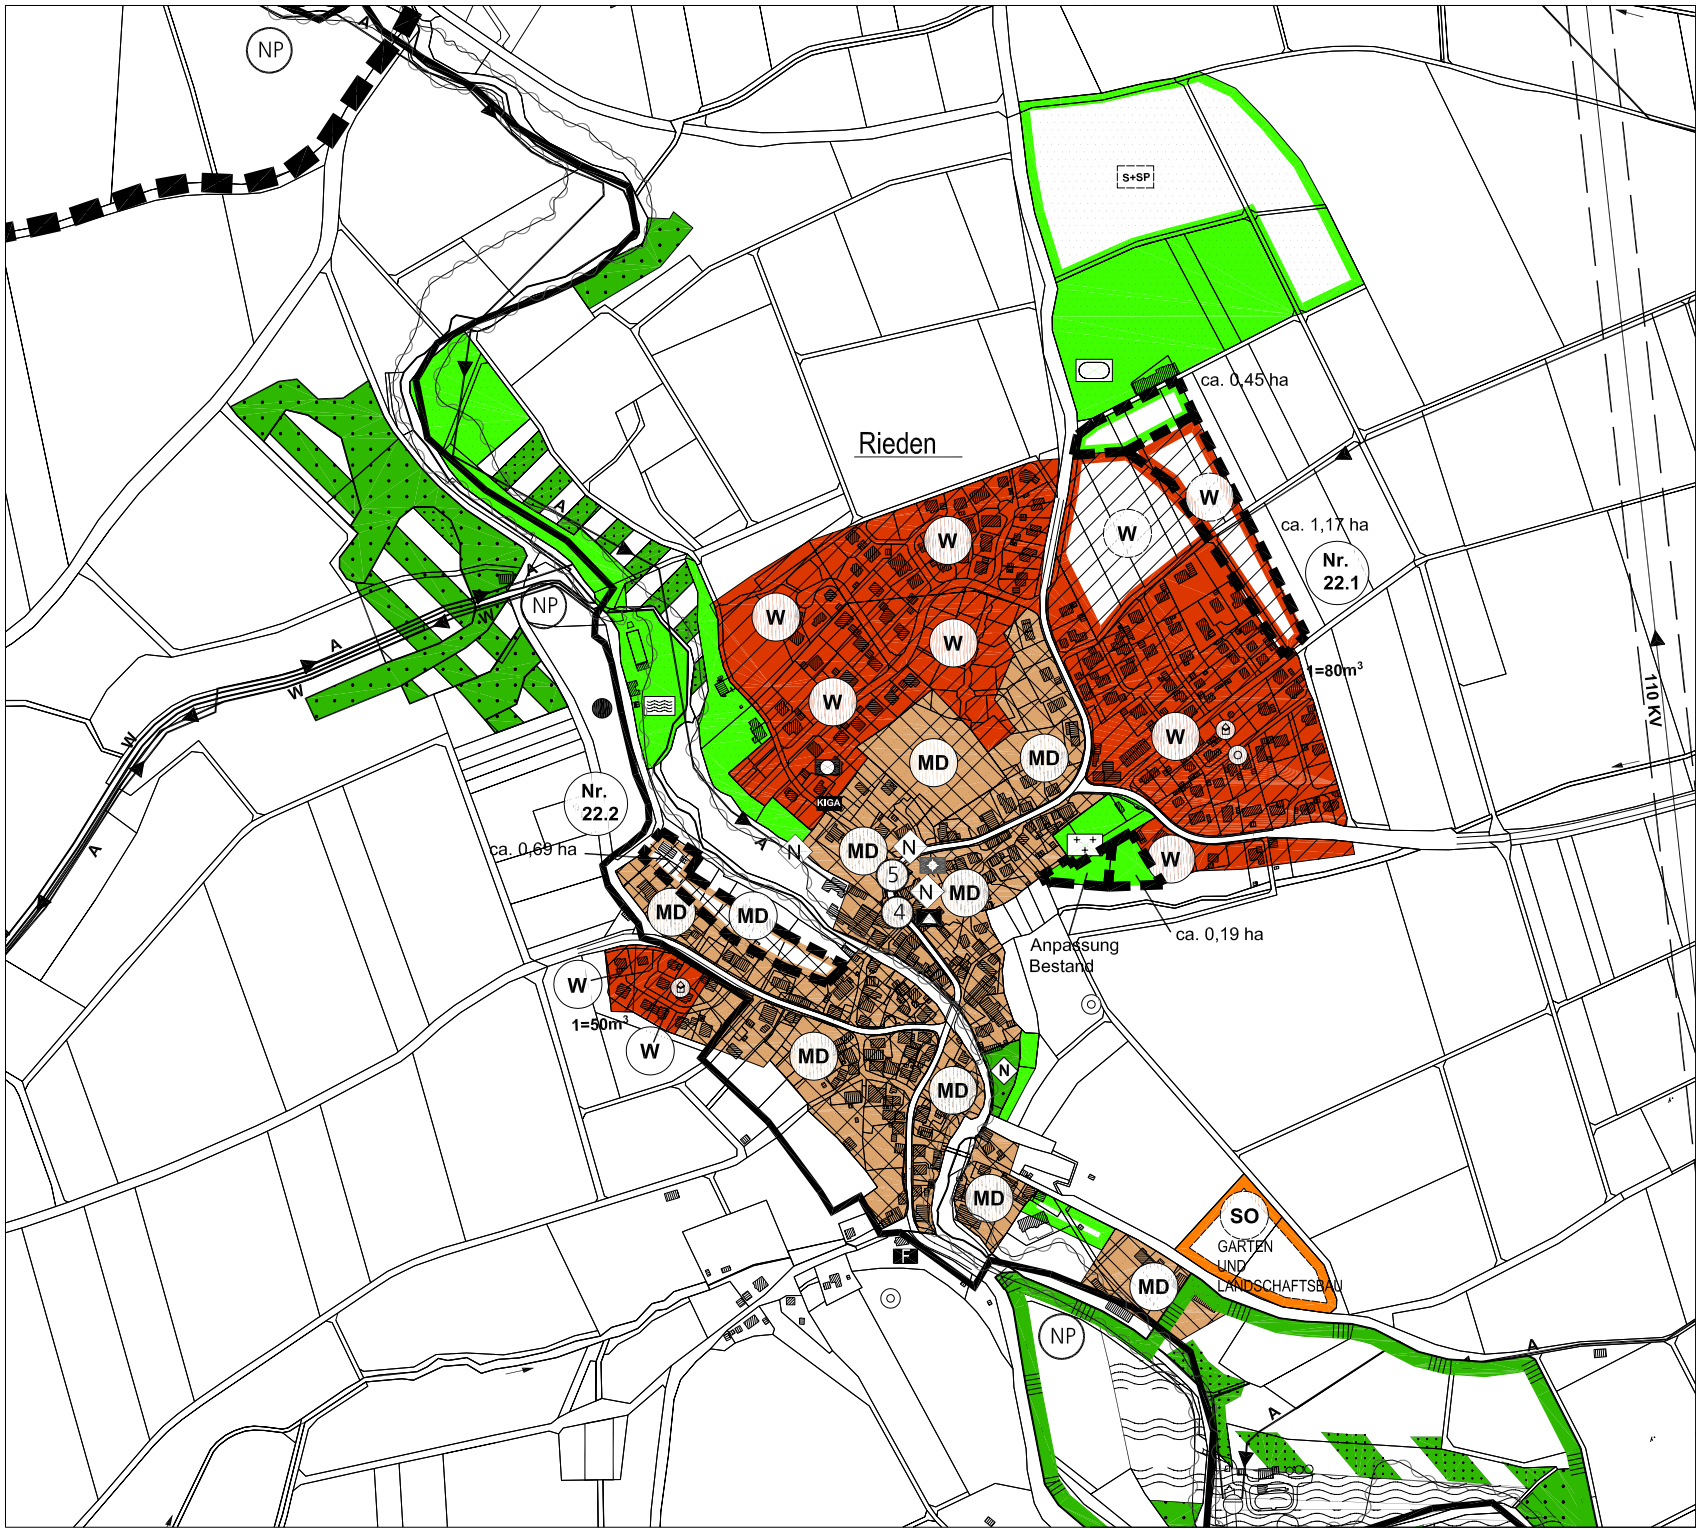 A
NP
S+SP
ca. 0,45 ha
Rieden
W
W
W
ca. 1,17 ha
Nr.
22.1
A
A
NP
W
W
W
A
W
W
1=80m³
110 KV
W
W
MD
MD
KIGA
Nr.
22.2
A
ca. 0,69 ha
A
N
MD
N
W
5
N
MD
4
MD
MD
ca. 0,19 ha
Anpassung
Bestand
W
1=50m³
W
MD
MD
N
MD
SO
GARTEN
UND
LANDSCHAFTSBAU
F
MD
NP
A
A
A